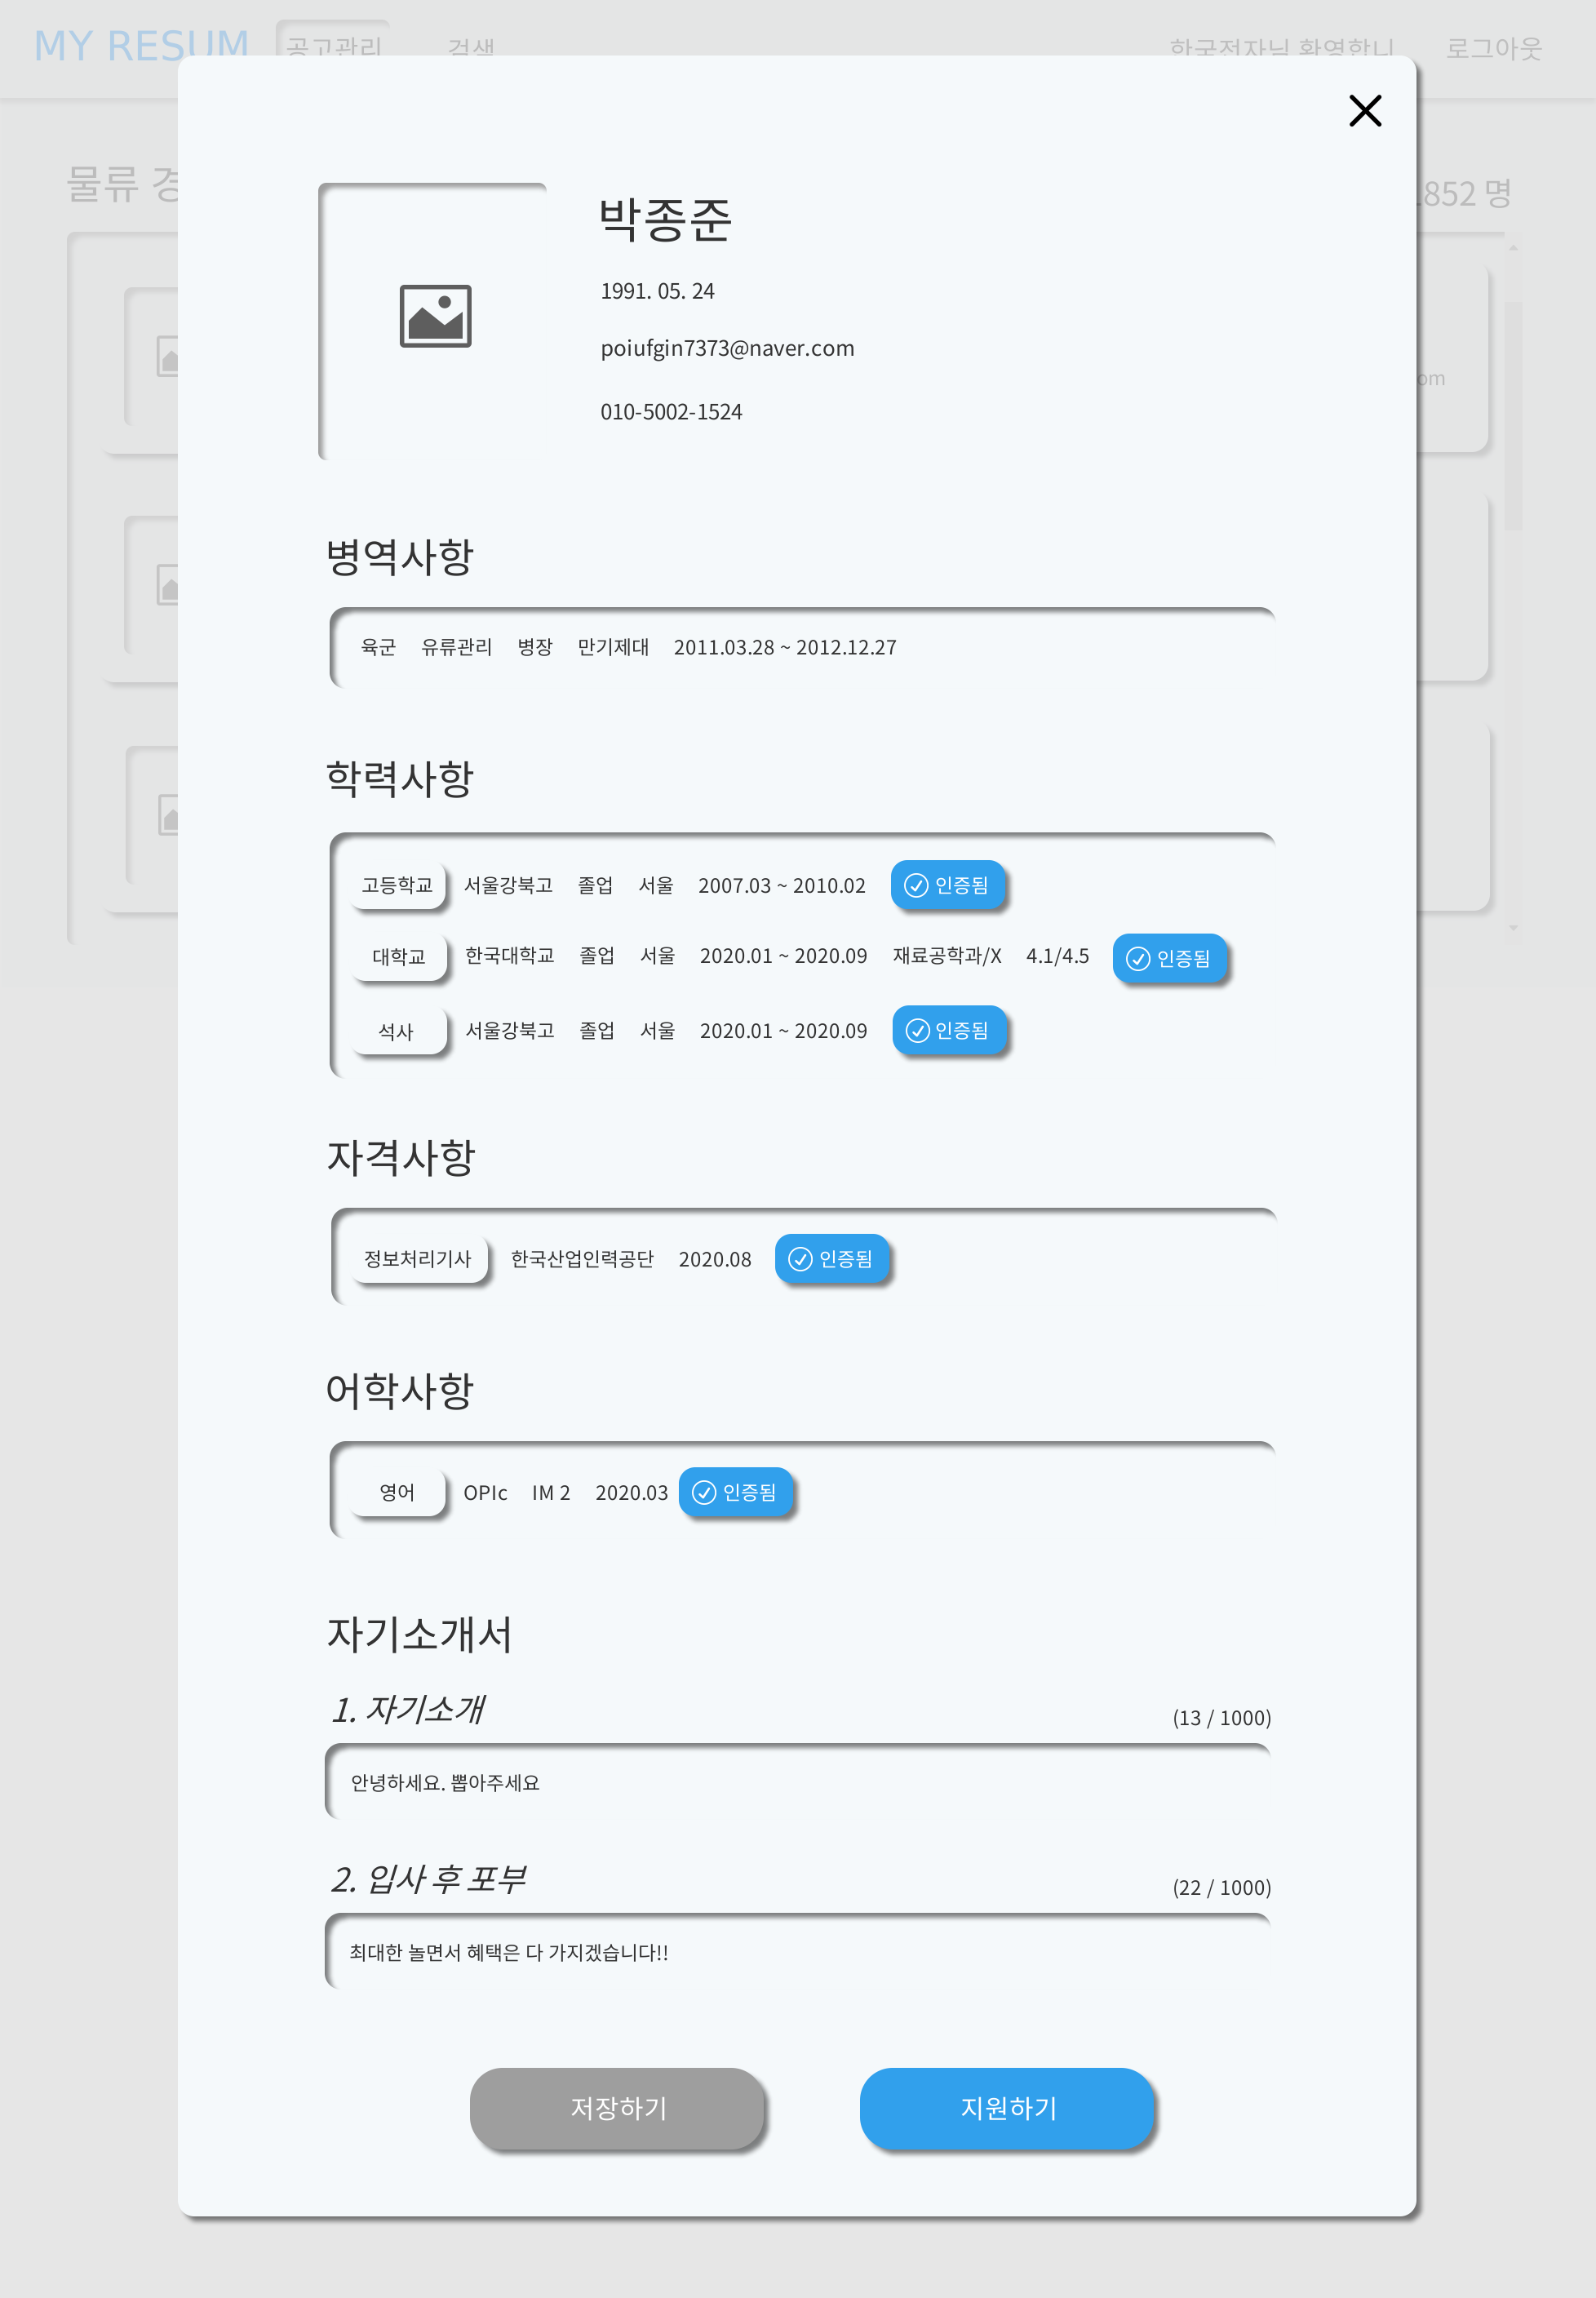 MY RESUM 공고관리 검색 한국전자님 환영합니 로그아웃
물류 852 명
박종준
1991. 05. 24
poiufgin7373@naver.com
om
010-5002-1524
병역사항
육군 유류관리 병장 만기제대 2011.03.28 ~ 2012.12.27
학력사항
고등학교 서울강북고 졸업 서울 2007.03 ~ 2010.02 인증됨
대학교 한국대학교 졸업 서울 2020.01 ~ 2020.09 재료공학과/X 4.1/4.5 인증됨
석사 서울강북고 졸업 서울 2020.01 ~ 2020.09 인증됨
자격사항
정보처리기사 한국산업인력공단 2020.08 인증됨
어학사항
영어 OPIc IM 2 2020.03 인증됨
자기소개서
1. 자기소개 (13 / 1000)
안녕하세요. 뽑아주세요
2. 입사 후 포부 (22 / 1000)
최대한 놀면서 혜택은 다 가지겠습니다!!
저장하기 지원하기